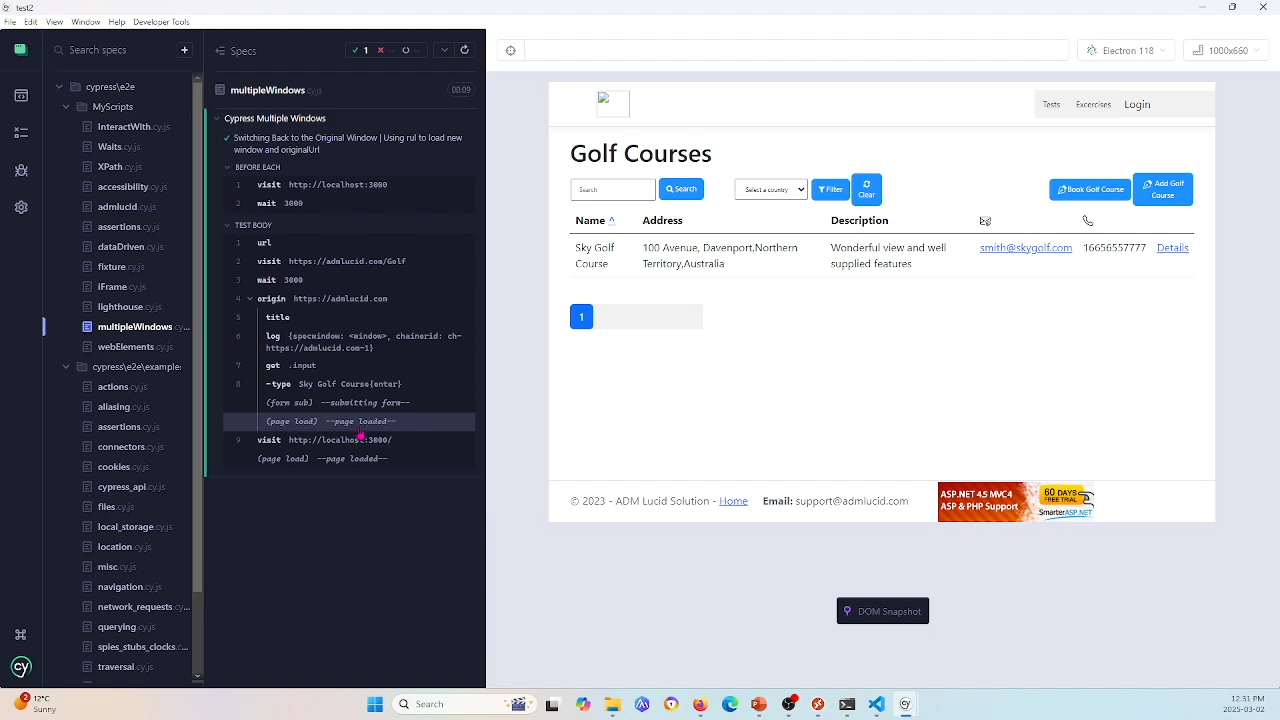 test2
File Edit View Window Help Developer Tools
Search specs
Specs
1
--
--
Electron 118
1000x660
cypress\e2e
MyScripts
InteractWith.cy.js
Waits.cy.js
XPath.cy.js
accessibility.cy.js
admlucid.cy.js
assertions.cy.js
dataDriven.cy.js
fixture.cy.js
iFrame.cy.js
lighthouse.cy.js
multipleWindows.cy...
webElements.cy.js
cypress\e2e\example
actions.cy.js
aliasing.cy.js
assertions.cy.js
connectors.cy.js
cookies.cy.js
cypress_api.cy.js
files.cy.js
local_storage.cy.js
location.cy.js
misc.cy.js
navigation.cy.js
network_requests.cy...
querying.cy.js
spies_stubs_clocks.c...
traversal.cy.js
cy
multipleWindows cy.js
00:09
Cypress Multiple Windows
Switching Back to the Original Window | Using rul to load new
window and originalUrl
BEFORE EACH
1 visit http://localhost:3000
2 wait 3000
TEST BODY
1 url
2 visit https://admlucid.com/Golf
3 wait 3000
4 origin https://admlucid.com
5 title
6 log {specwindow: <window>, chainerid: ch-
https://admlucid.com-1}
7 get .input
8 -type Sky Golf Course{enter}
(form sub) --submitting form--
(page load) --page loaded--
9 visit http://localhost:3000/
(page load) --page loaded--
Tests Excercises Login
Golf Courses
Search
Search
Select a country
Filter
Clear
Book Golf Course
Add Golf
Course
Name ^ Address Description
Sky Golf
Course
100 Avenue, Davenport,Northern
Territory,Australia
Wonderful view and well
supplied features
smith@skygolf.com
16656557777
Details
1
© 2023 - ADM Lucid Solution - Home Email: support@admlucid.com
ASP.NET 4.5 MVC4
ASP & PHP Support
60 DAYS
FREE TRIAL
SmarterASP.NET
DOM Snapshot
2
12°C
Sunny
Search
12:31 PM
2025-03-02